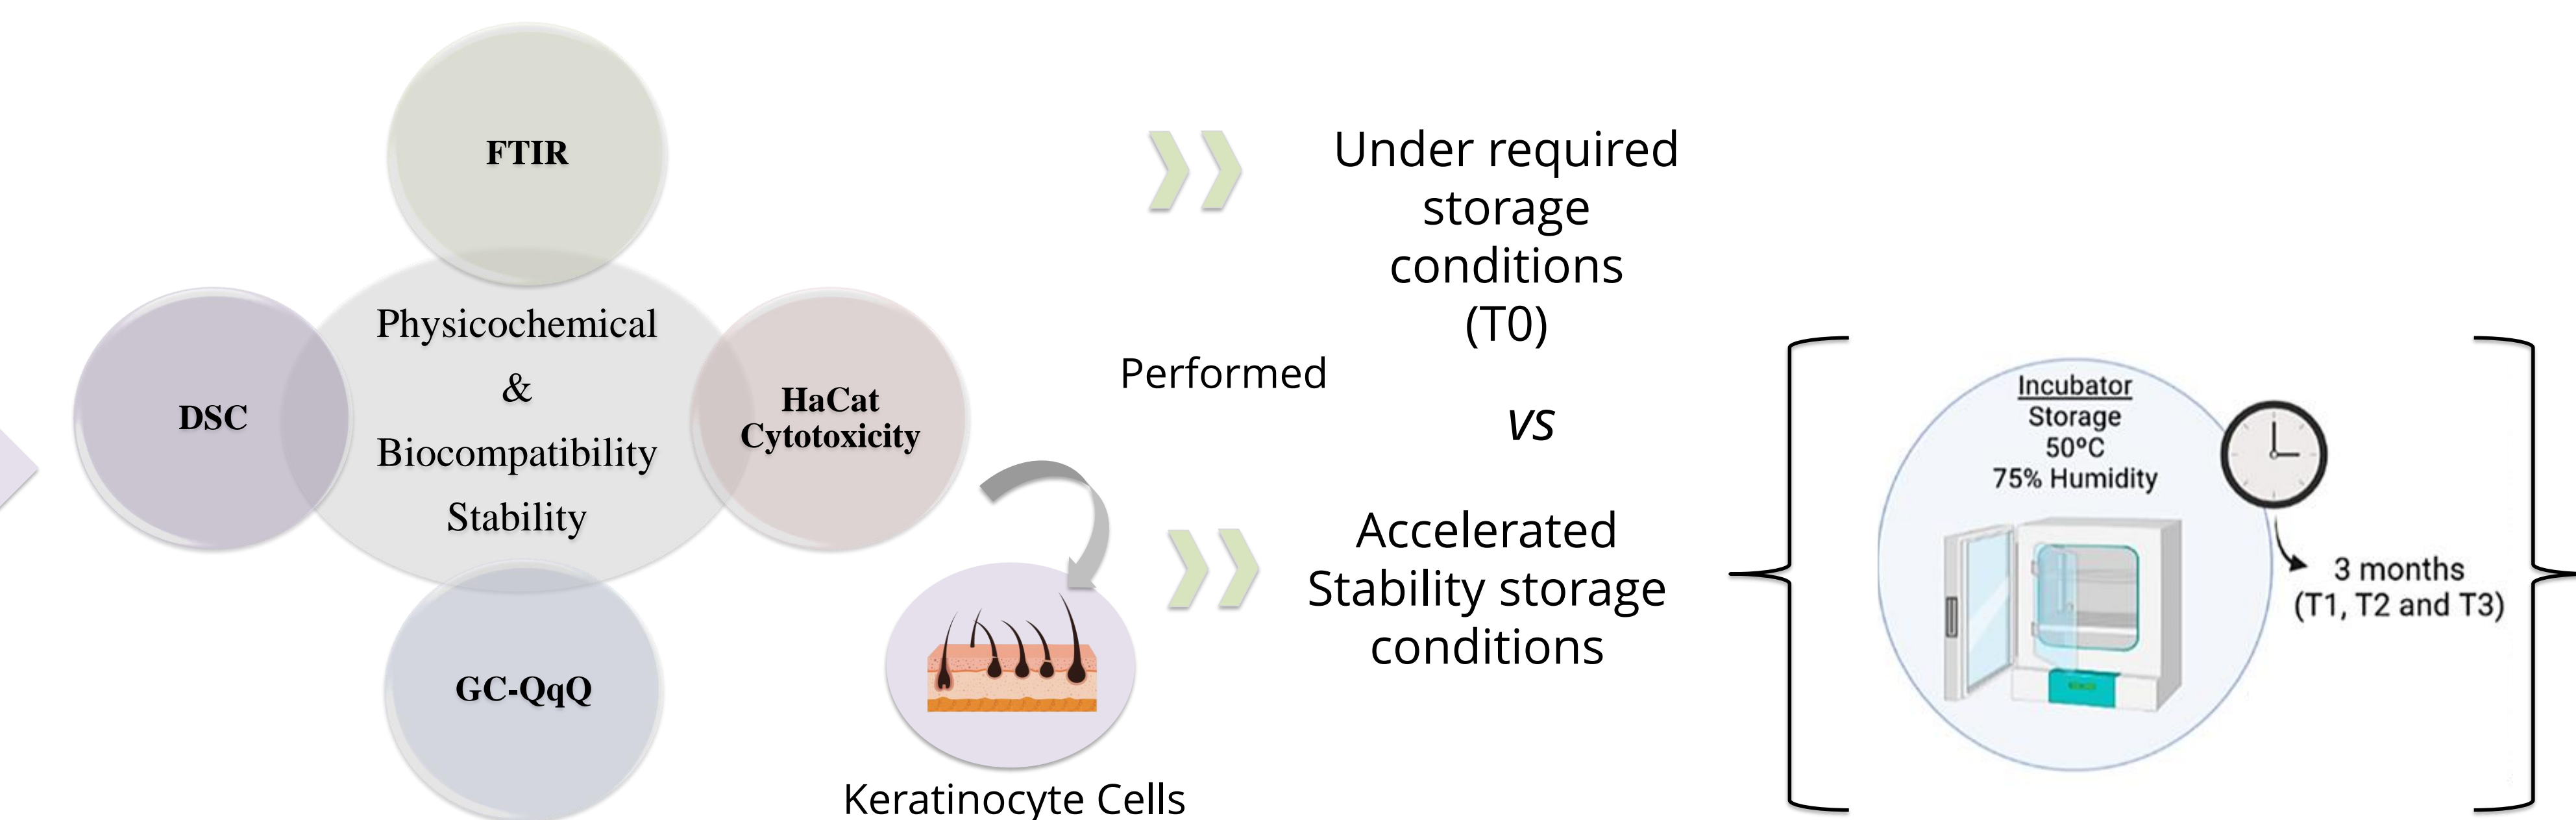 FTIR
DSC
Physicochemical
&
Biocompatibility
Stability
HaCat
Cytotoxicity
GC-QqQ
Keratinocyte Cells
Performed
Under required
storage
conditions
(T0)
vs
Accelerated
Stability storage
conditions
Incubator
Storage
50ºC
75% Humidity
3 months
(T1, T2 and T3)